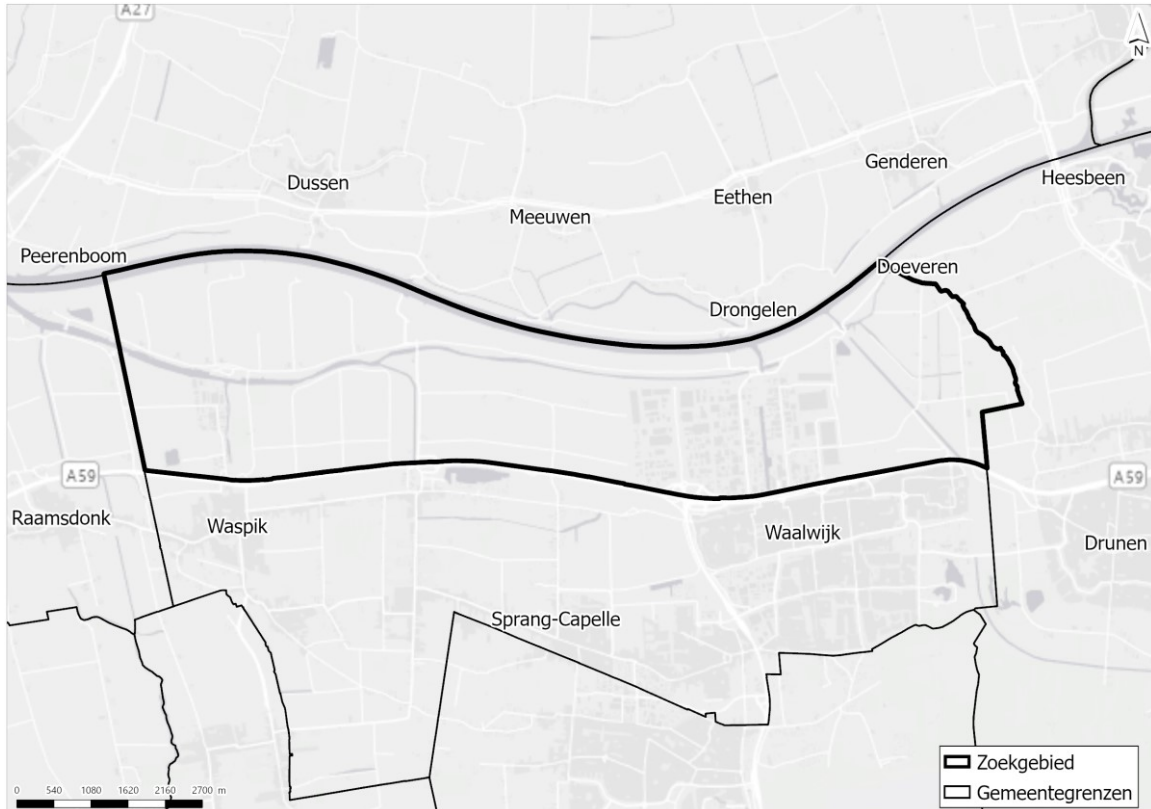 A27
N
Genderen
Heesbeen
Dussen
Eethen
Meeuwen
Peerenboom
Doeveren
Drongelen
A59
A59
Raamsdonk
Waspik
Waalwijk
Drunen
Sprang-Capelle
Zoekgebied
Gemeentegrenzen
0 540 1080 1620 2160 2700 m